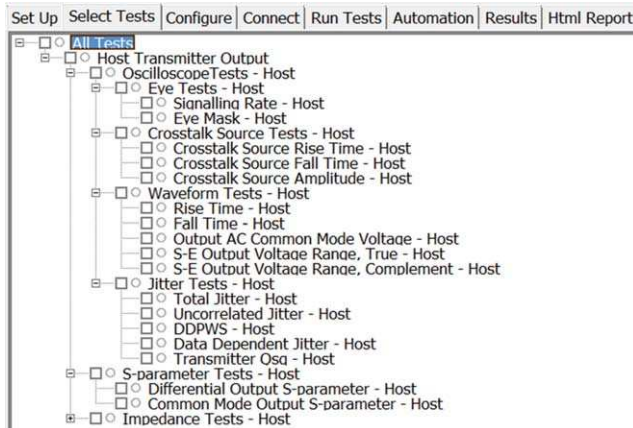 Set Up Select Tests Configure Connect Run Tests Automation Results Html Report
All Tests
Host Transmitter Output
OscilloscopeTests - Host
Eye Tests - Host
Signalling Rate - Host
Eye Mask - Host
Crosstalk Source Tests - Host
Crosstalk Source Rise Time - Host
Crosstalk Source Fall Time - Host
Crosstalk Source Amplitude - Host
Waveform Tests - Host
Rise Time - Host
Fall Time - Host
Output AC Common Mode Voltage - Host
S-E Output Voltage Range, True - Host
S-E Output Voltage Range, Complement - Host
Jitter Tests - Host
Total Jitter - Host
Uncorrelated Jitter - Host
DDPWS - Host
Data Dependent Jitter - Host
Transmitter Qsq - Host
S-parameter Tests - Host
Differential Output S-parameter - Host
Common Mode Output S-parameter - Host
Impedance Tests - Host